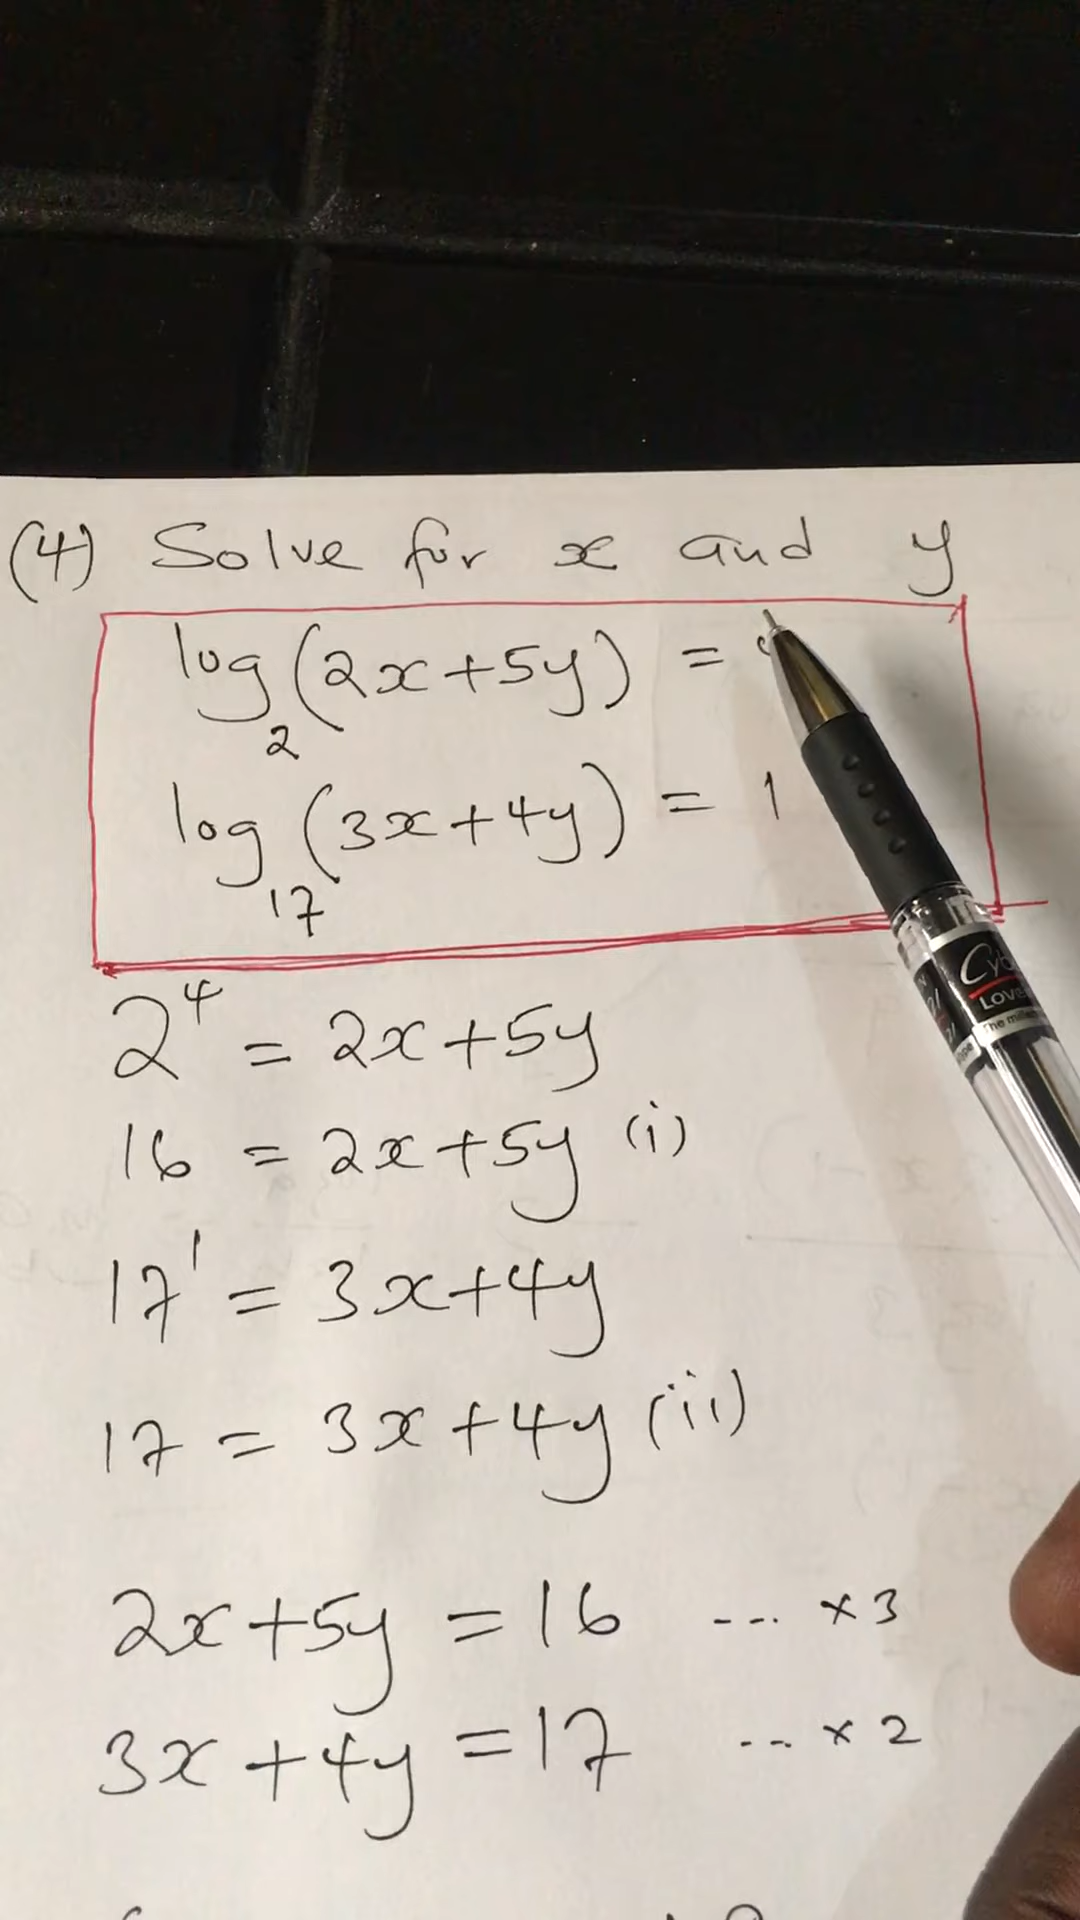 (4) Solve for x and y
log₂(2x+5y) =
log₁₇(3x+4y) = 1
2⁴ = 2x+5y
16 = 2x+5y (i)
17¹ = 3x+4y
17 = 3x+4y (ii)
2x+5y = 16 --- ×3
3x+4y = 17 -- ×2
LOVE